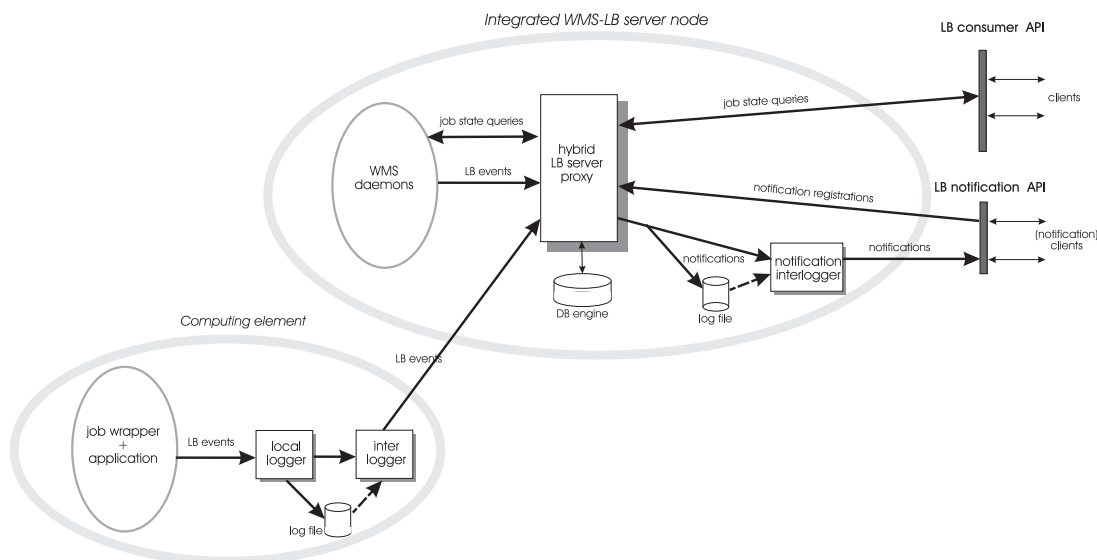 Integrated WMS-LB server node
LB consumer API
job state queries
clients
job state queries
hybrid
LB server
proxy
WMS
daemons
LB events
notification registrations
LB notification API
(notification)
clients
notifications
notifications
notification
interlogger
log file
DB engine
Computing element
LB events
job wrapper
+
application
LB events
local
logger
inter
logger
log file